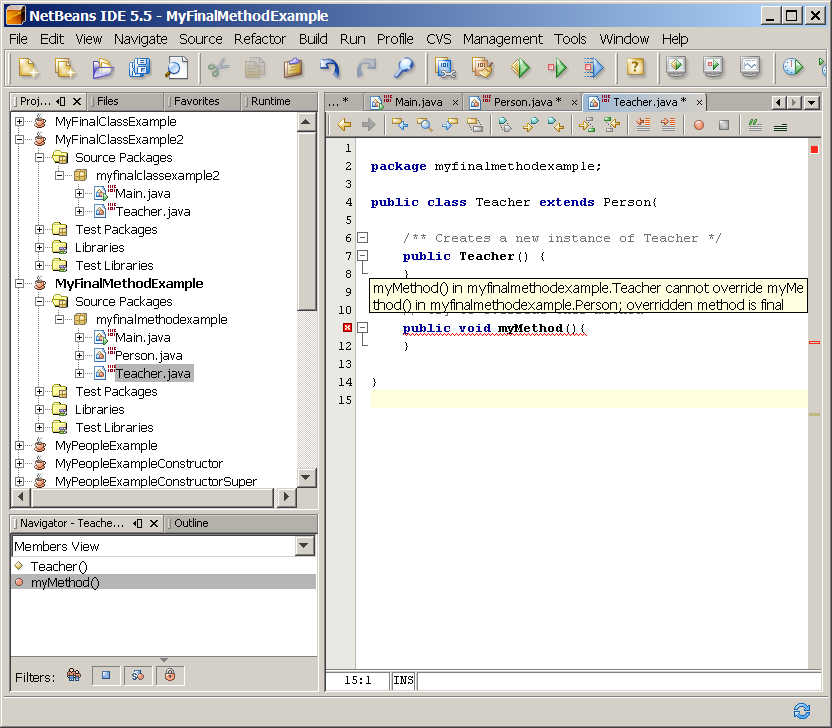 NetBeans IDE 5.5 - MyFinalMethodExample
File Edit View Navigate Source Refactor Build Run Profile CVS Management Tools Window Help
Proj... Files Favorites Runtime
MyFinalClassExample
MyFinalClassExample2
Source Packages
myfinalclassexample2
Main.java
Teacher.java
Test Packages
Libraries
Test Libraries
MyFinalMethodExample
Source Packages
myfinalmethodexample
Main.java
Person.java
Teacher.java
Test Packages
Libraries
Test Libraries
MyPeopleExample
MyPeopleExampleConstructor
MyPeopleExampleConstructorSuper
Navigator - Teache... Outline
Members View
Teacher()
myMethod()
Filters:
... * Main.java Person.java * Teacher.java *
1
2 package myfinalmethodexample;
3
4 public class Teacher extends Person{
5
6 /** Creates a new instance of Teacher */
7 public Teacher() {
8 }
myMethod() in myfinalmethodexample.Teacher cannot override myMe
thod() in myfinalmethodexample.Person; overridden method is final
9
10
public void myMethod(){
12 }
13
14 }
15
15:1 INS